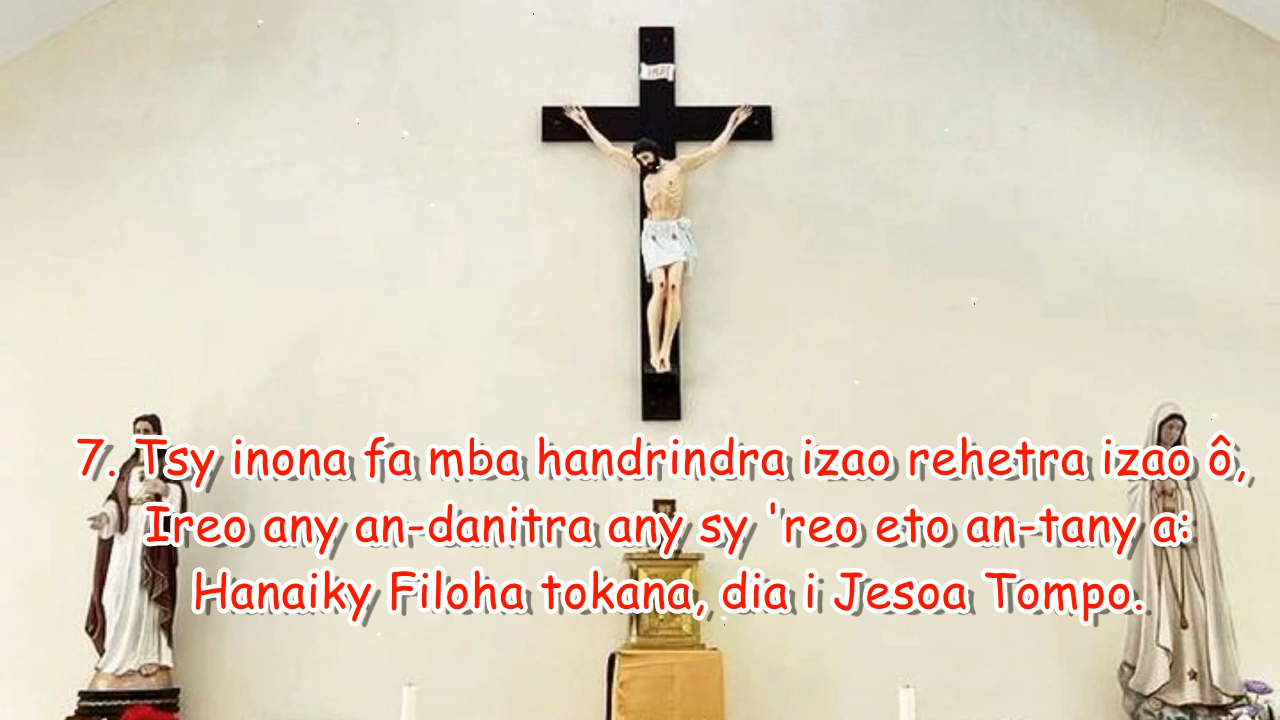 7. Tsy inona fa mba handrindra izao rehetra izao ô,
Ireo any an-danitra any sy 'reo eto an-tany a:
Hanaiky Filoha tokana, dia i Jesoa Tompo.